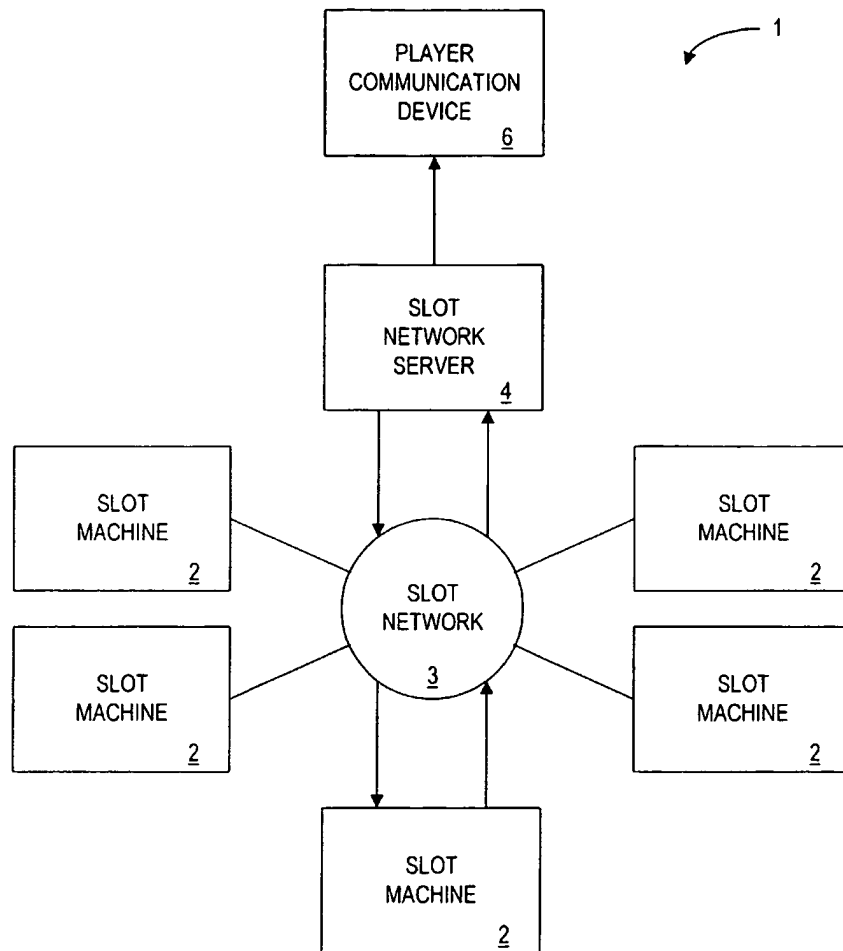 1
PLAYER
COMMUNICATION
DEVICE
6
SLOT
NETWORK
SERVER
4
SLOT
MACHINE
2
SLOT
MACHINE
2
SLOT
NETWORK
3
SLOT
MACHINE
2
SLOT
MACHINE
2
SLOT
MACHINE
2